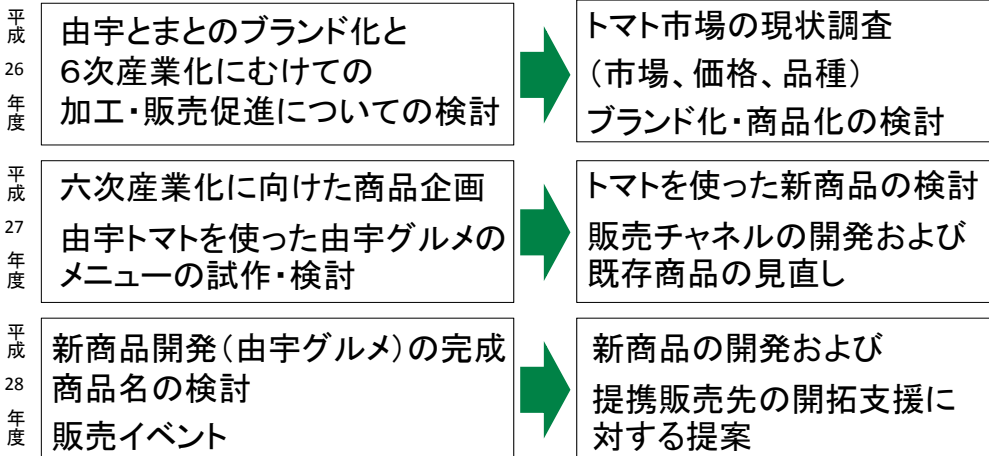 平成
26
年度
由宇とまとのブランド化と
６次産業化にむけての
加工・販売促進についての検討
トマト市場の現状調査
（市場、価格、品種）
ブランド化・商品化の検討
平成
27
年度
六次産業化に向けた商品企画
由宇トマトを使った由宇グルメの
メニューの試作・検討
トマトを使った新商品の検討
販売チャネルの開発および
既存商品の見直し
平成
28
年度
新商品開発（由宇グルメ）の完成
商品名の検討
販売イベント
新商品の開発および
提携販売先の開拓支援に
対する提案